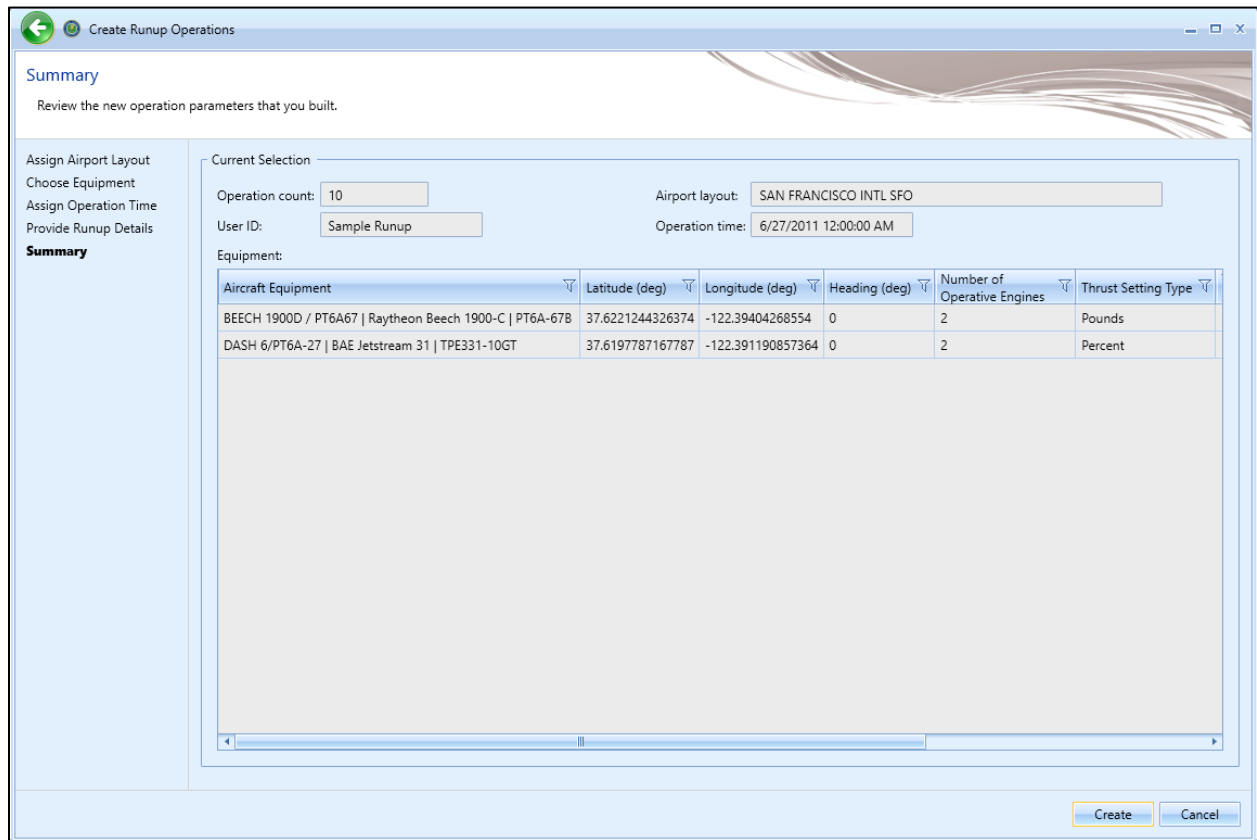 Create Runup Operations
Summary
Review the new operation parameters that you built.
Assign Airport Layout
Choose Equipment
Assign Operation Time
Provide Runup Details
Summary
Current Selection
Operation count: 10 Airport layout: SAN FRANCISCO INTL SFO
User ID: Sample Runup Operation time: 6/27/2011 12:00:00 AM
Equipment:
Aircraft Equipment Latitude (deg) Longitude (deg) Heading (deg) Number of Operative Engines Thrust Setting Type
BEECH 1900D / PT6A67 | Raytheon Beech 1900-C | PT6A-67B 37.6221244326374 -122.39404268554 0 2 Pounds
DASH 6/PT6A-27 | BAE Jetstream 31 | TPE331-10GT 37.6197787167787 -122.391190857364 0 2 Percent
Create Cancel